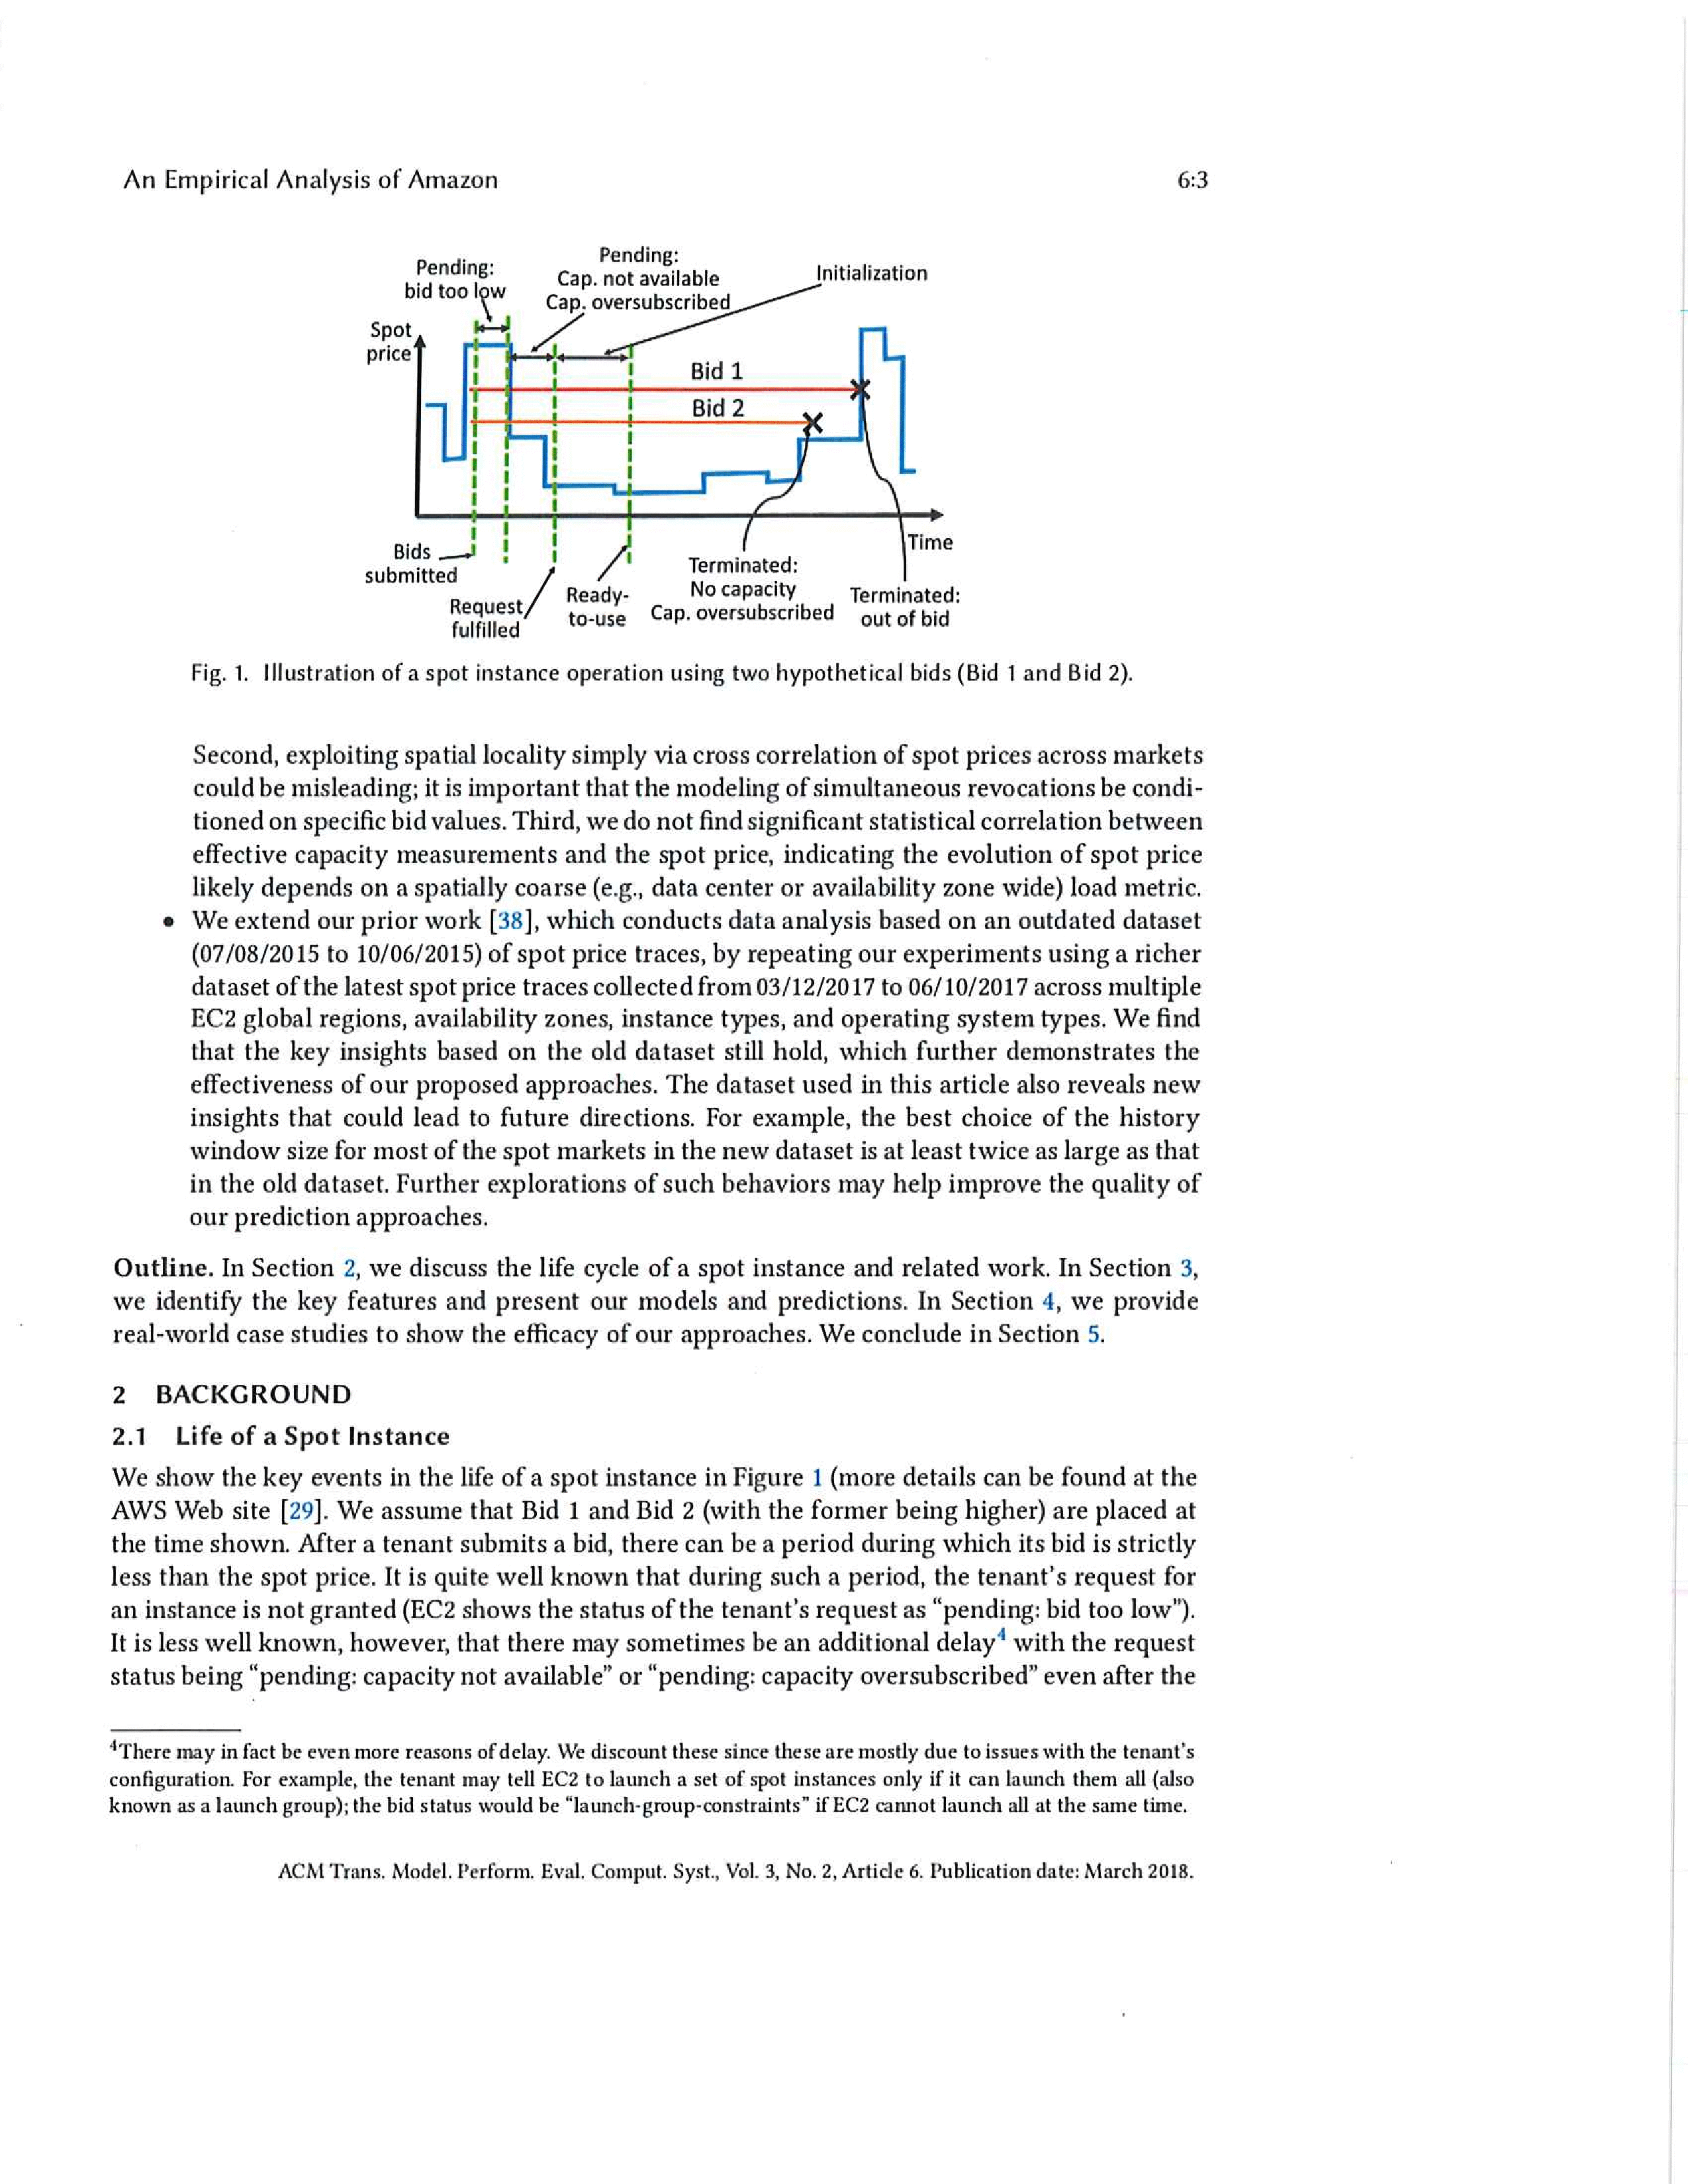 An Empirical Analysis of Amazon 6:3
Pending:
bid too low
Pending:
Cap. not available
Cap. oversubscribed
Initialization
Spot
price
Bid 1
Bid 2
Time
Bids
submitted
Request
fulfilled
Ready-
to-use
Terminated:
No capacity
Cap. oversubscribed
Terminated:
out of bid
Fig. 1. Illustration of a spot instance operation using two hypothetical bids (Bid 1 and Bid 2).
Second, exploiting spatial locality simply via cross correlation of spot prices across markets
could be misleading; it is important that the modeling of simultaneous revocations be condi-
tioned on specific bid values. Third, we do not find significant statistical correlation between
effective capacity measurements and the spot price, indicating the evolution of spot price
likely depends on a spatially coarse (e.g., data center or availability zone wide) load metric.
• We extend our prior work [38], which conducts data analysis based on an outdated dataset
(07/08/2015 to 10/06/2015) of spot price traces, by repeating our experiments using a richer
dataset of the latest spot price traces collected from 03/12/2017 to 06/10/2017 across multiple
EC2 global regions, availability zones, instance types, and operating system types. We find
that the key insights based on the old dataset still hold, which further demonstrates the
effectiveness of our proposed approaches. The dataset used in this article also reveals new
insights that could lead to future directions. For example, the best choice of the history
window size for most of the spot markets in the new dataset is at least twice as large as that
in the old dataset. Further explorations of such behaviors may help improve the quality of
our prediction approaches.
Outline. In Section 2, we discuss the life cycle of a spot instance and related work. In Section 3,
we identify the key features and present our models and predictions. In Section 4, we provide
real-world case studies to show the efficacy of our approaches. We conclude in Section 5.
2 BACKGROUND
2.1 Life of a Spot Instance
We show the key events in the life of a spot instance in Figure 1 (more details can be found at the
AWS Web site [29]. We assume that Bid 1 and Bid 2 (with the former being higher) are placed at
the time shown. After a tenant submits a bid, there can be a period during which its bid is strictly
less than the spot price. It is quite well known that during such a period, the tenant's request for
an instance is not granted (EC2 shows the status of the tenant's request as "pending: bid too low").
It is less well known, however, that there may sometimes be an additional delay⁴ with the request
status being "pending: capacity not available" or "pending: capacity oversubscribed" even after the
⁴There may in fact be even more reasons of delay. We discount these since these are mostly due to issues with the tenant's
configuration. For example, the tenant may tell EC2 to launch a set of spot instances only if it can launch them all (also
known as a launch group); the bid status would be "launch-group-constraints" if EC2 cannot launch all at the same time.
ACM Trans. Model. Perform. Eval. Comput. Syst., Vol. 3, No. 2, Article 6. Publication date: March 2018.